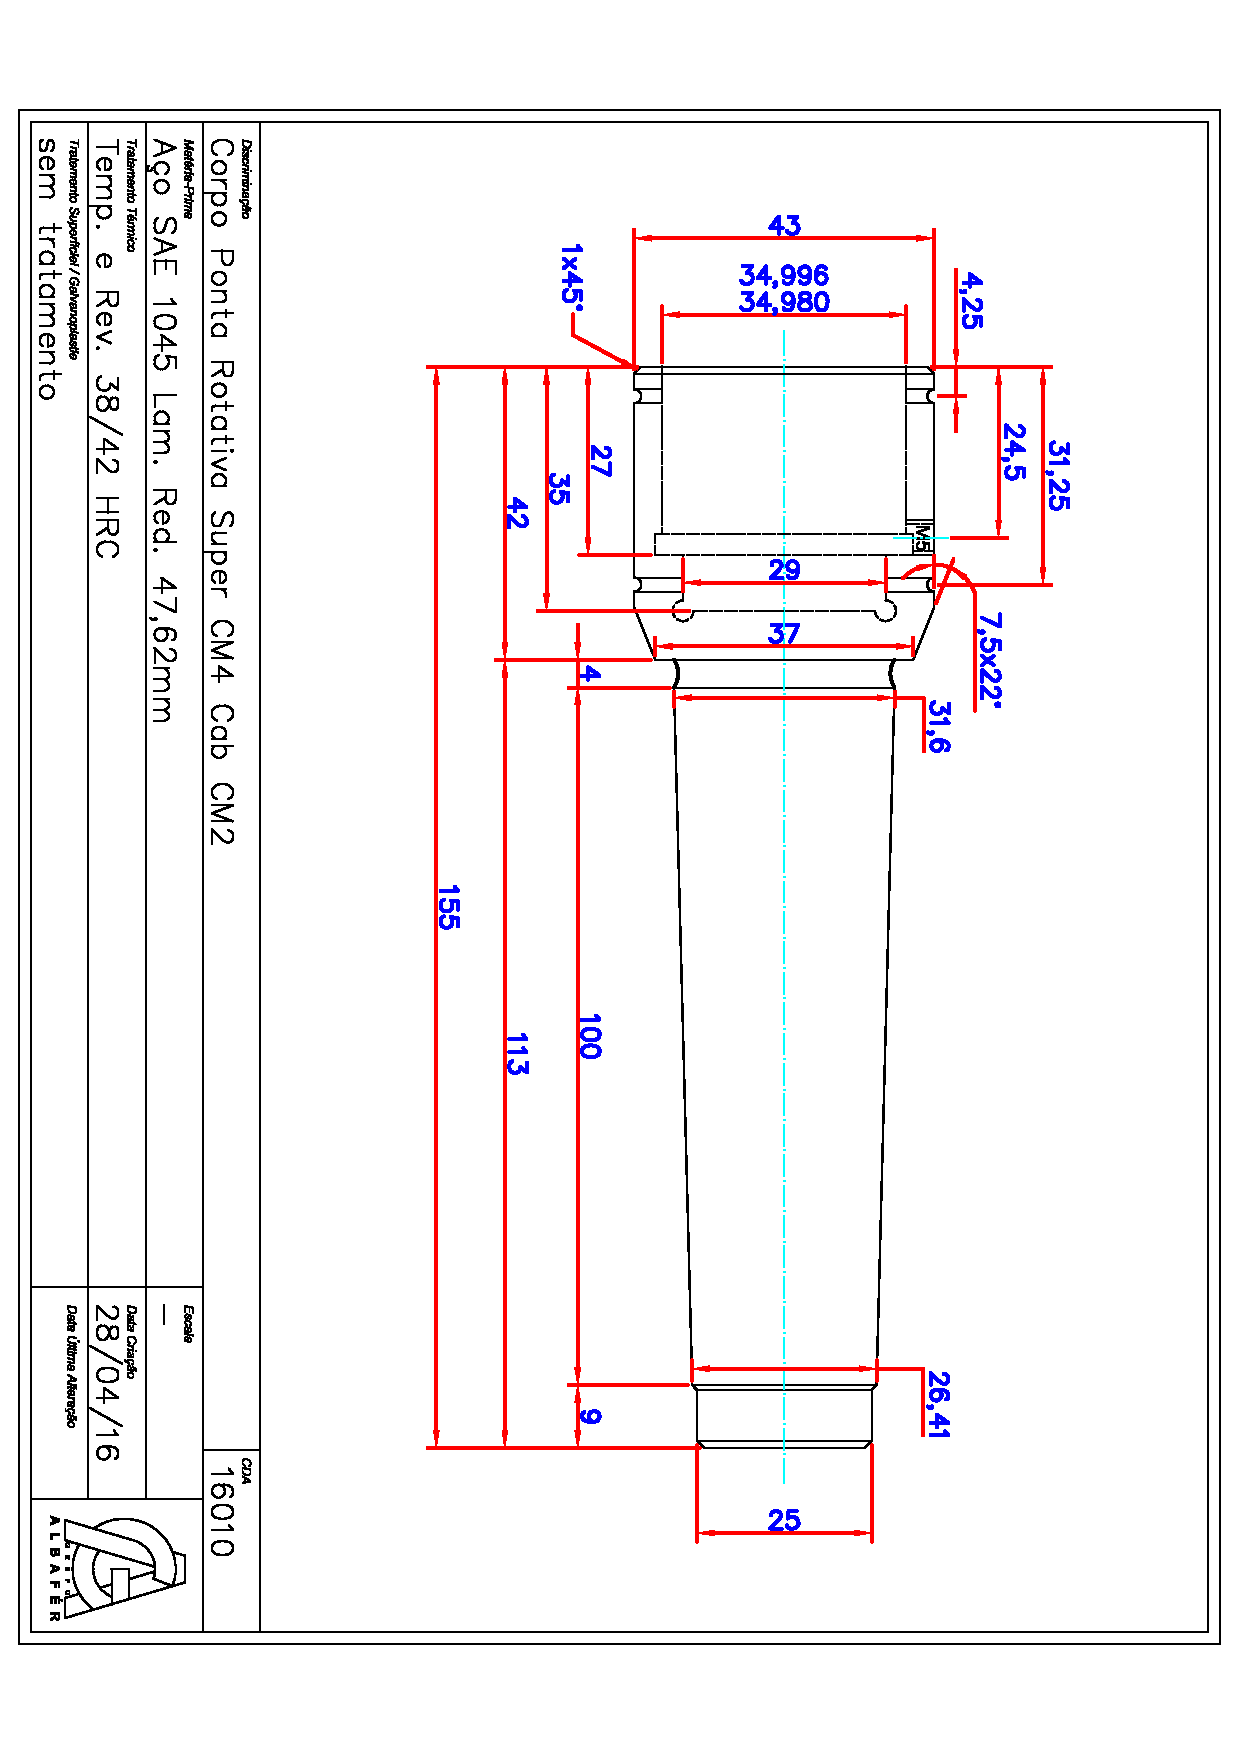 43
34,996
34,980
4,25
1x45°
24,5
31,25
27
35
42
M5
29
37
7,5x22°
4
31,6
155
113
100
26,41
9
25
Discriminação
Corpo Ponta Rotativa Super CM4 Cab CM2
CDA
16010
Matéria-Prima
Aço SAE 1045 Lam. Red. 47,62mm
Escala
—
Tratamento Térmico
Temp. e Rev. 38/42 HRC
Data Criação
28/04/16
Tratamento Superficial / Galvanoplastia
sem tratamento
Data Última Alteração
GRUPO
ALBAFÉR